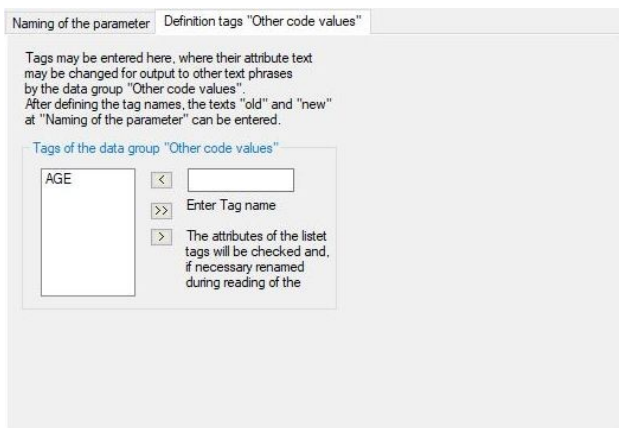 Naming of the parameter
Definition tags "Other code values"
Tags may be entered here, where their attribute text
may be changed for output to other text phrases
by the data group "Other code values".
After defining the tag names, the texts "old" and "new"
at "Naming of the parameter" can be entered.
Tags of the data group "Other code values"
AGE
<
Enter Tag name
>>
>
The attributes of the listet
tags will be checked and,
if necessary renamed
during reading of the